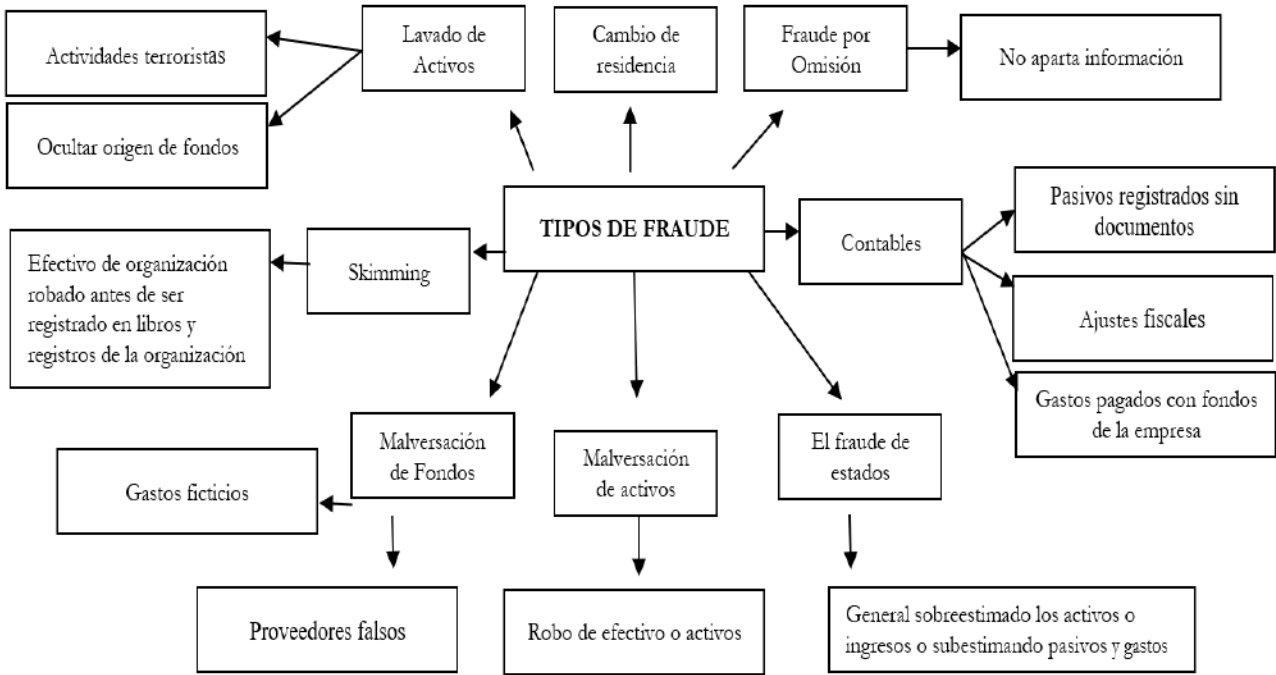 Actividades terroristas
Lavado de
Activos
Cambio de
residencia
Fraude por
Omisión
No aparta información
Ocultar origen de fondos
TIPOS DE FRAUDE
Contables
Pasivos registrados sin
documentos
Skimming
Efectivo de organización
robado antes de ser
registrado en libros y
registros de la organización
Ajustes fiscales
Gastos pagados con fondos
de la empresa
Malversación
de Fondos
Malversación
de activos
El fraude de
estados
Gastos ficticios
Proveedores falsos
Robo de efectivo o activos
General sobreestimado los activos o
ingresos o subestimando pasivos y gastos